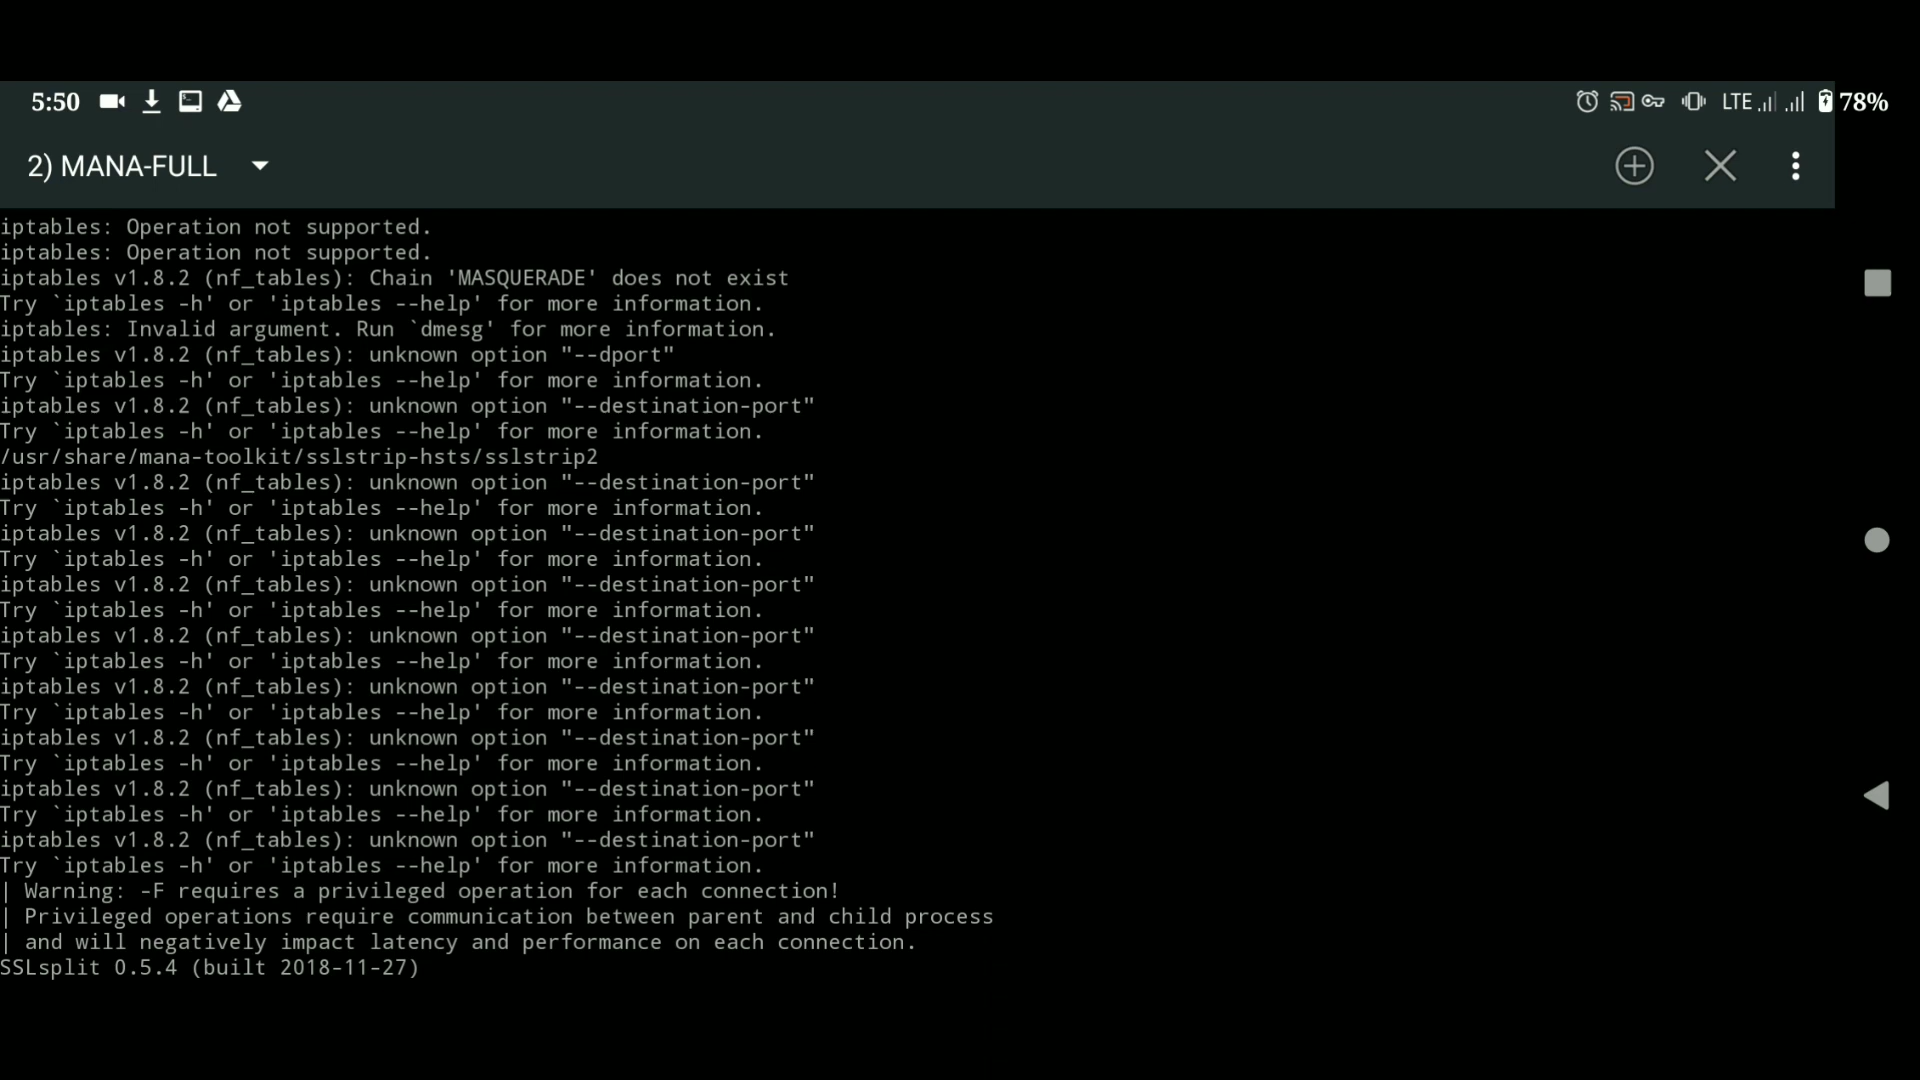 5:50
LTE
78%
2) MANA-FULL
iptables: Operation not supported.
iptables: Operation not supported.
iptables v1.8.2 (nf_tables): Chain 'MASQUERADE' does not exist
Try `iptables -h' or 'iptables --help' for more information.
iptables: Invalid argument. Run `dmesg' for more information.
iptables v1.8.2 (nf_tables): unknown option "--dport"
Try `iptables -h' or 'iptables --help' for more information.
iptables v1.8.2 (nf_tables): unknown option "--destination-port"
Try `iptables -h' or 'iptables --help' for more information.
/usr/share/mana-toolkit/sslstrip-hsts/sslstrip2
iptables v1.8.2 (nf_tables): unknown option "--destination-port"
Try `iptables -h' or 'iptables --help' for more information.
iptables v1.8.2 (nf_tables): unknown option "--destination-port"
Try `iptables -h' or 'iptables --help' for more information.
iptables v1.8.2 (nf_tables): unknown option "--destination-port"
Try `iptables -h' or 'iptables --help' for more information.
iptables v1.8.2 (nf_tables): unknown option "--destination-port"
Try `iptables -h' or 'iptables --help' for more information.
iptables v1.8.2 (nf_tables): unknown option "--destination-port"
Try `iptables -h' or 'iptables --help' for more information.
iptables v1.8.2 (nf_tables): unknown option "--destination-port"
Try `iptables -h' or 'iptables --help' for more information.
iptables v1.8.2 (nf_tables): unknown option "--destination-port"
Try `iptables -h' or 'iptables --help' for more information.
iptables v1.8.2 (nf_tables): unknown option "--destination-port"
Try `iptables -h' or 'iptables --help' for more information.
| Warning: -F requires a privileged operation for each connection!
| Privileged operations require communication between parent and child process
| and will negatively impact latency and performance on each connection.
SSLsplit 0.5.4 (built 2018-11-27)